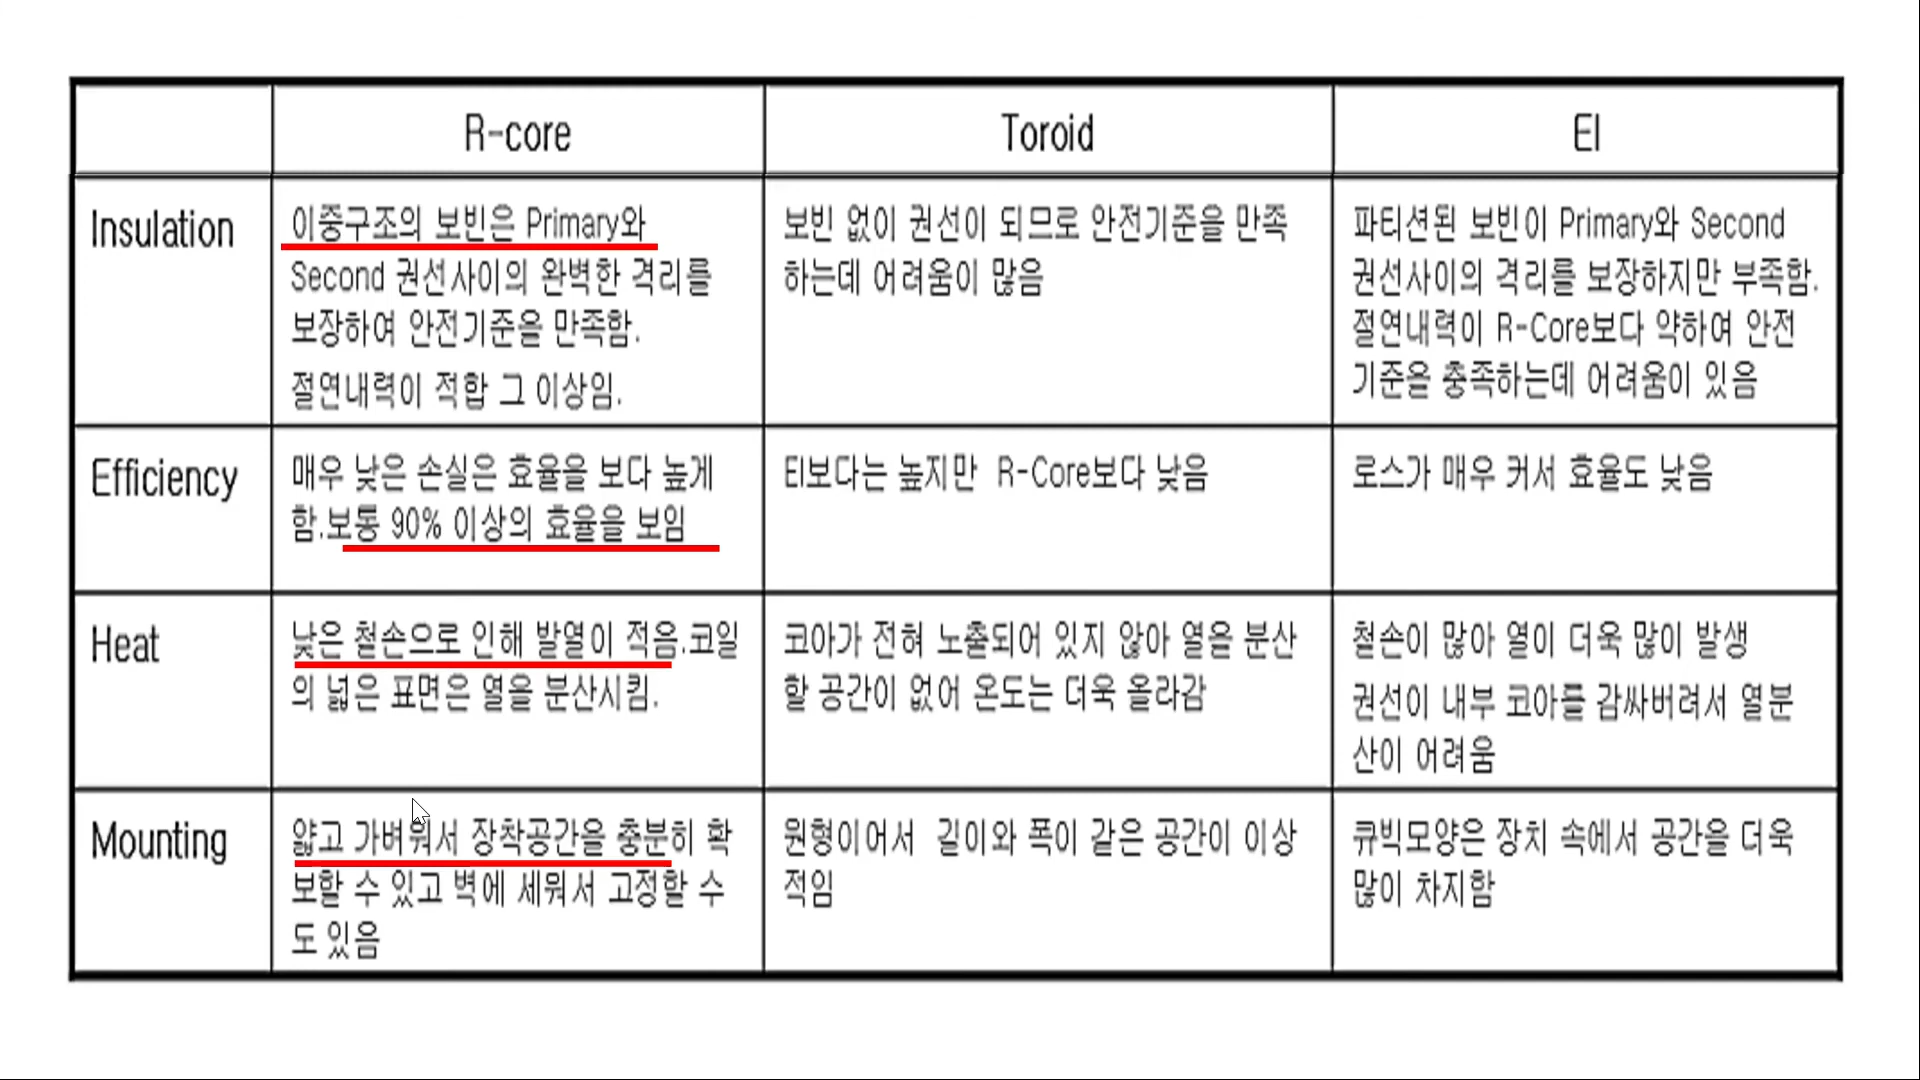 R-core
Toroid
EI
Insulation
이중구조의 보빈은 Primary와
Second 권선사이의 완벽한 격리를
보장하여 안전기준을 만족함.
절연내력이 적합 그 이상임.
보빈 없이 권선이 되므로 안전기준을 만족
하는데 어려움이 많음
파티션된 보빈이 Primary와 Second
권선사이의 격리를 보장하지만 부족함.
절연내력이 R-Core보다 약하여 안전
기준을 충족하는데 어려움이 있음
Efficiency
매우 낮은 손실은 효율을 보다 높게
함.보통 90% 이상의 효율을 보임
EI보다는 높지만 R-Core보다 낮음
로스가 매우 커서 효율도 낮음
Heat
낮은 철손으로 인해 발열이 적음.코일
의 넓은 표면은 열을 분산시킴.
코아가 전혀 노출되어 있지 않아 열을 분산
할 공간이 없어 온도는 더욱 올라감
철손이 많아 열이 더욱 많이 발생
권선이 내부 코아를 감싸버려서 열분
산이 어려움
Mounting
얇고 가벼워서 장착공간을 충분히 확
보할 수 있고 벽에 세워서 고정할 수
도 있음
원형이어서 길이와 폭이 같은 공간이 이상
적임
큐빅모양은 장치 속에서 공간을 더욱
많이 차지함